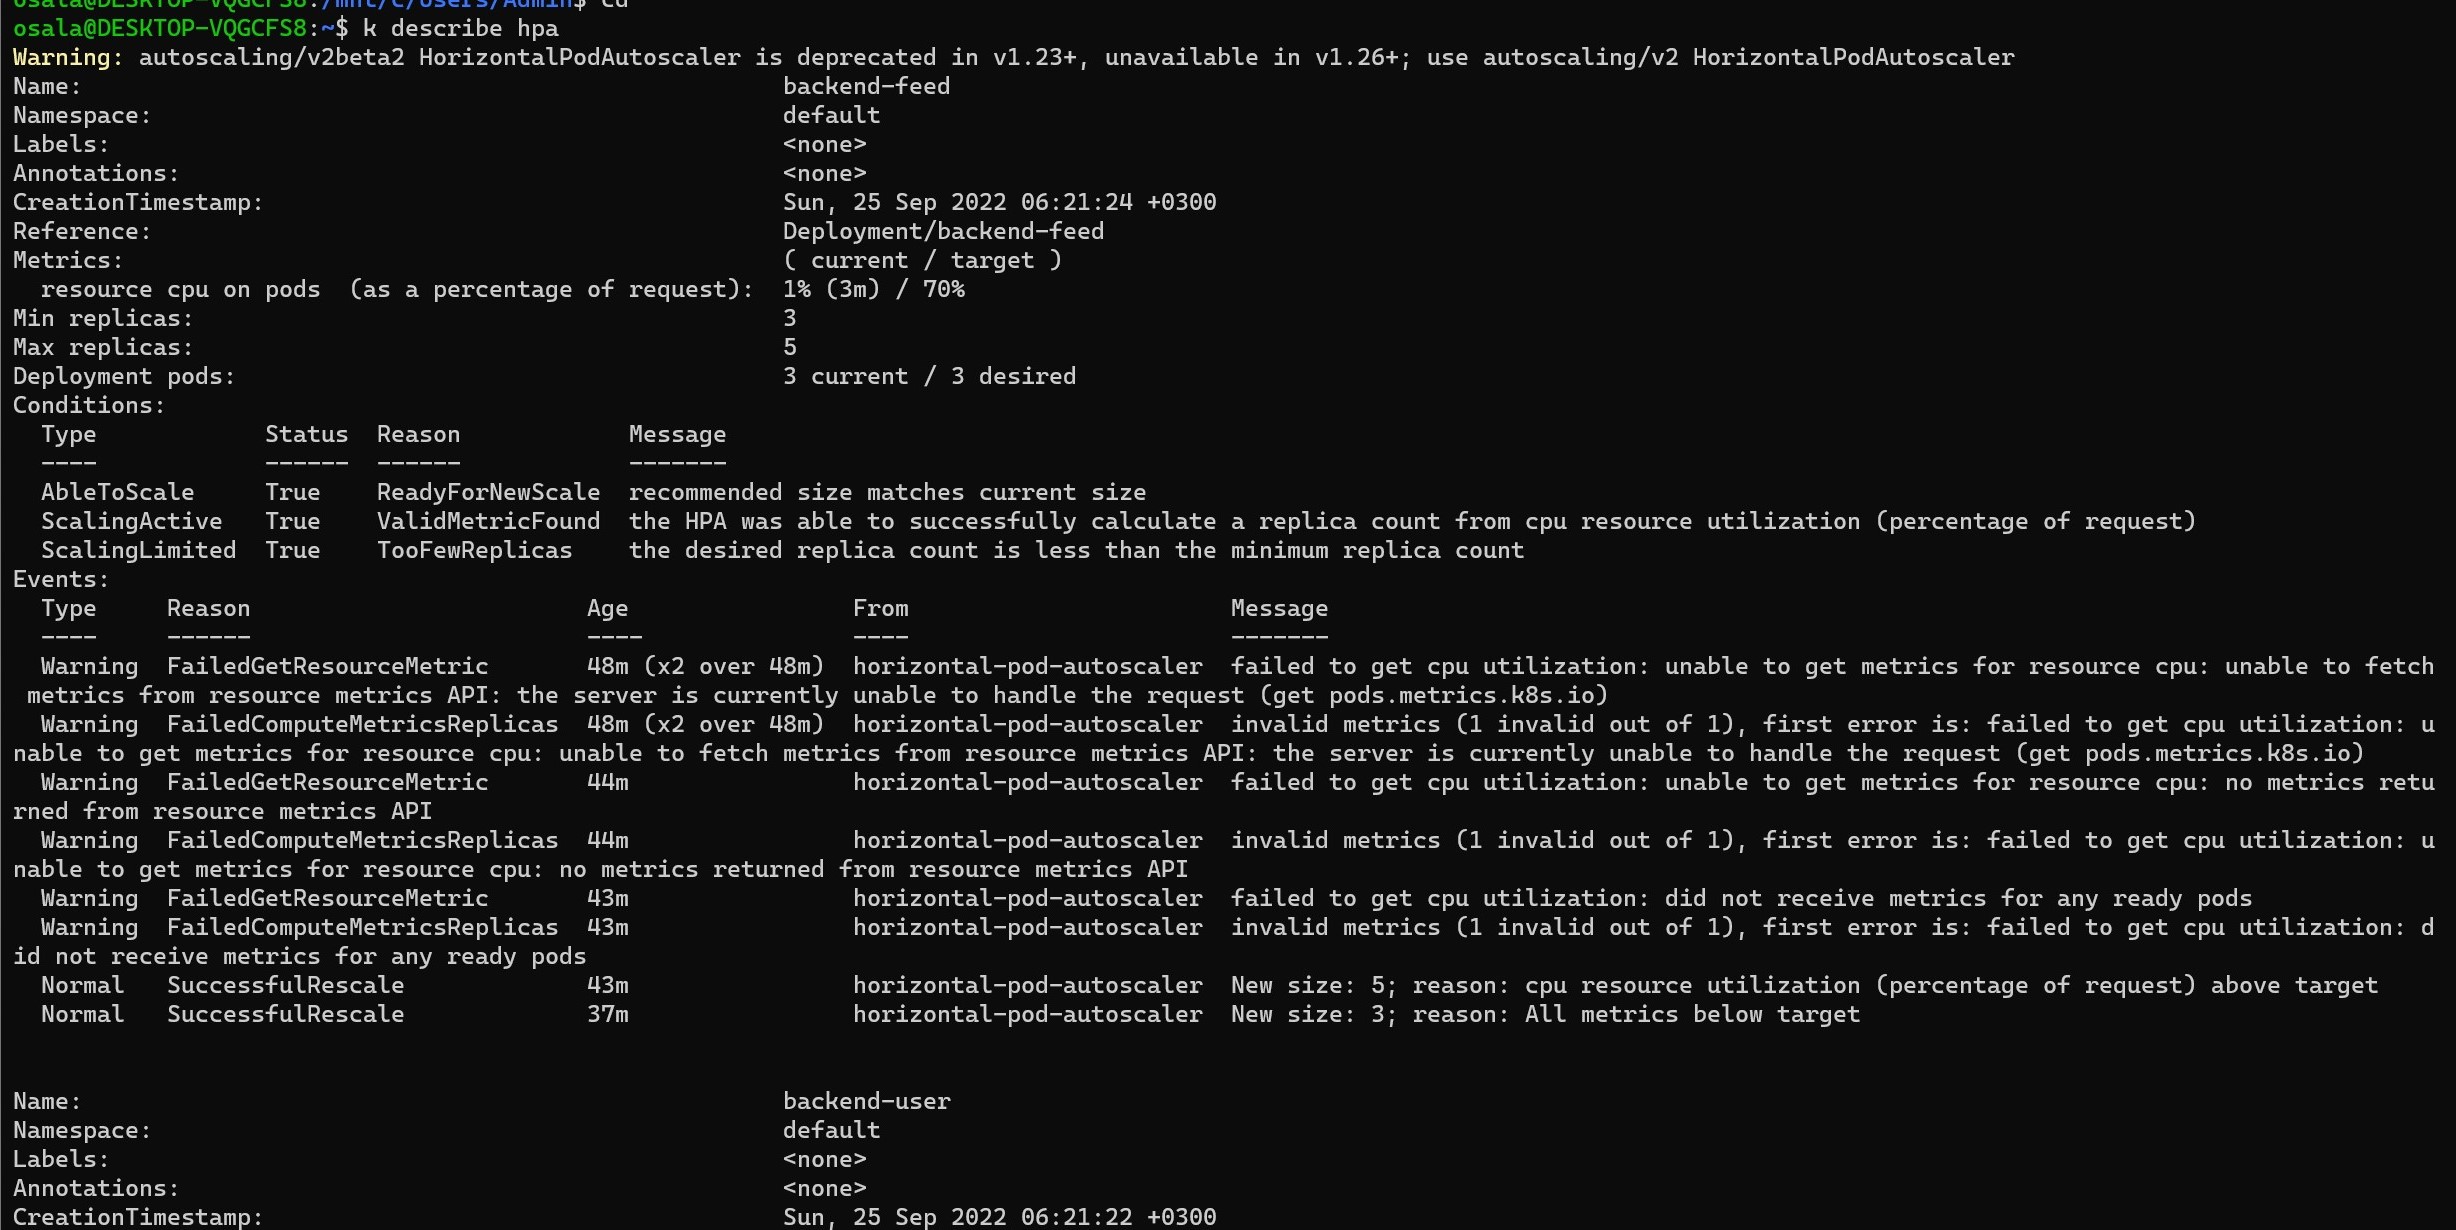 osala@DESKTOP-VQGCFS8:/mnt/c/Users/Admin$ cd
osala@DESKTOP-VQGCFS8:~$ k describe hpa
Warning: autoscaling/v2beta2 HorizontalPodAutoscaler is deprecated in v1.23+, unavailable in v1.26+; use autoscaling/v2 HorizontalPodAutoscaler
Name:                                                  backend-feed
Namespace:                                             default
Labels:                                                <none>
Annotations:                                           <none>
CreationTimestamp:                                     Sun, 25 Sep 2022 06:21:24 +0300
Reference:                                             Deployment/backend-feed
Metrics:                                               ( current / target )
  resource cpu on pods  (as a percentage of request):  1% (3m) / 70%
Min replicas:                                          3
Max replicas:                                          5
Deployment pods:                                       3 current / 3 desired
Conditions:
  Type            Status  Reason            Message
  ----            ------  ------            -------
  AbleToScale     True    ReadyForNewScale  recommended size matches current size
  ScalingActive   True    ValidMetricFound  the HPA was able to successfully calculate a replica count from cpu resource utilization (percentage of request)
  ScalingLimited  True    TooFewReplicas    the desired replica count is less than the minimum replica count
Events:
  Type     Reason                        Age                From                       Message
  ----     ------                        ----               ----                       -------
  Warning  FailedGetResourceMetric       48m (x2 over 48m)  horizontal-pod-autoscaler  failed to get cpu utilization: unable to get metrics for resource cpu: unable to fetch
 metrics from resource metrics API: the server is currently unable to handle the request (get pods.metrics.k8s.io)
  Warning  FailedComputeMetricsReplicas  48m (x2 over 48m)  horizontal-pod-autoscaler  invalid metrics (1 invalid out of 1), first error is: failed to get cpu utilization: u
nable to get metrics for resource cpu: unable to fetch metrics from resource metrics API: the server is currently unable to handle the request (get pods.metrics.k8s.io)
  Warning  FailedGetResourceMetric       44m                horizontal-pod-autoscaler  failed to get cpu utilization: unable to get metrics for resource cpu: no metrics retu
rned from resource metrics API
  Warning  FailedComputeMetricsReplicas  44m                horizontal-pod-autoscaler  invalid metrics (1 invalid out of 1), first error is: failed to get cpu utilization: u
nable to get metrics for resource cpu: no metrics returned from resource metrics API
  Warning  FailedGetResourceMetric       43m                horizontal-pod-autoscaler  failed to get cpu utilization: did not receive metrics for any ready pods
  Warning  FailedComputeMetricsReplicas  43m                horizontal-pod-autoscaler  invalid metrics (1 invalid out of 1), first error is: failed to get cpu utilization: d
id not receive metrics for any ready pods
  Normal   SuccessfulRescale             43m                horizontal-pod-autoscaler  New size: 5; reason: cpu resource utilization (percentage of request) above target
  Normal   SuccessfulRescale             37m                horizontal-pod-autoscaler  New size: 3; reason: All metrics below target
Name:                                                  backend-user
Namespace:                                             default
Labels:                                                <none>
Annotations:                                           <none>
CreationTimestamp:                                     Sun, 25 Sep 2022 06:21:22 +0300